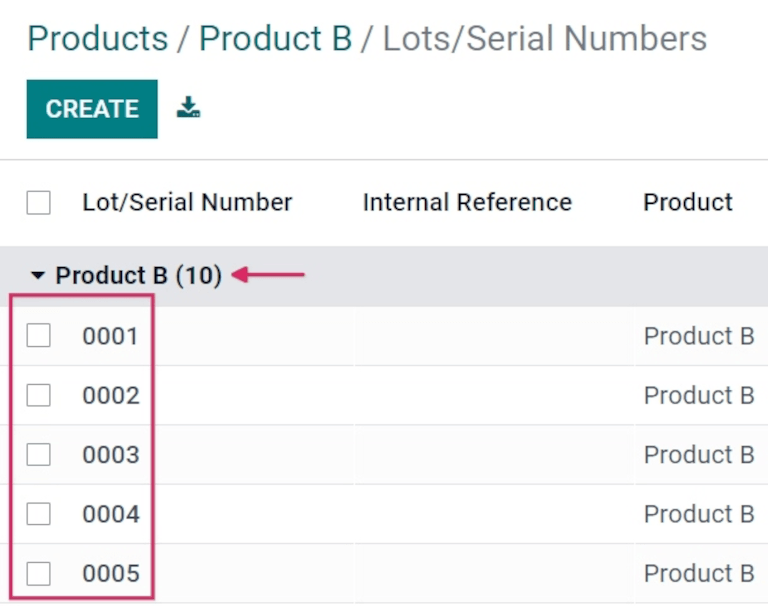 Products / Product B / Lots/Serial Numbers
CREATE
Lot/Serial Number Internal Reference Product
Product B (10)
0001 Product B
0002 Product B
0003 Product B
0004 Product B
0005 Product B